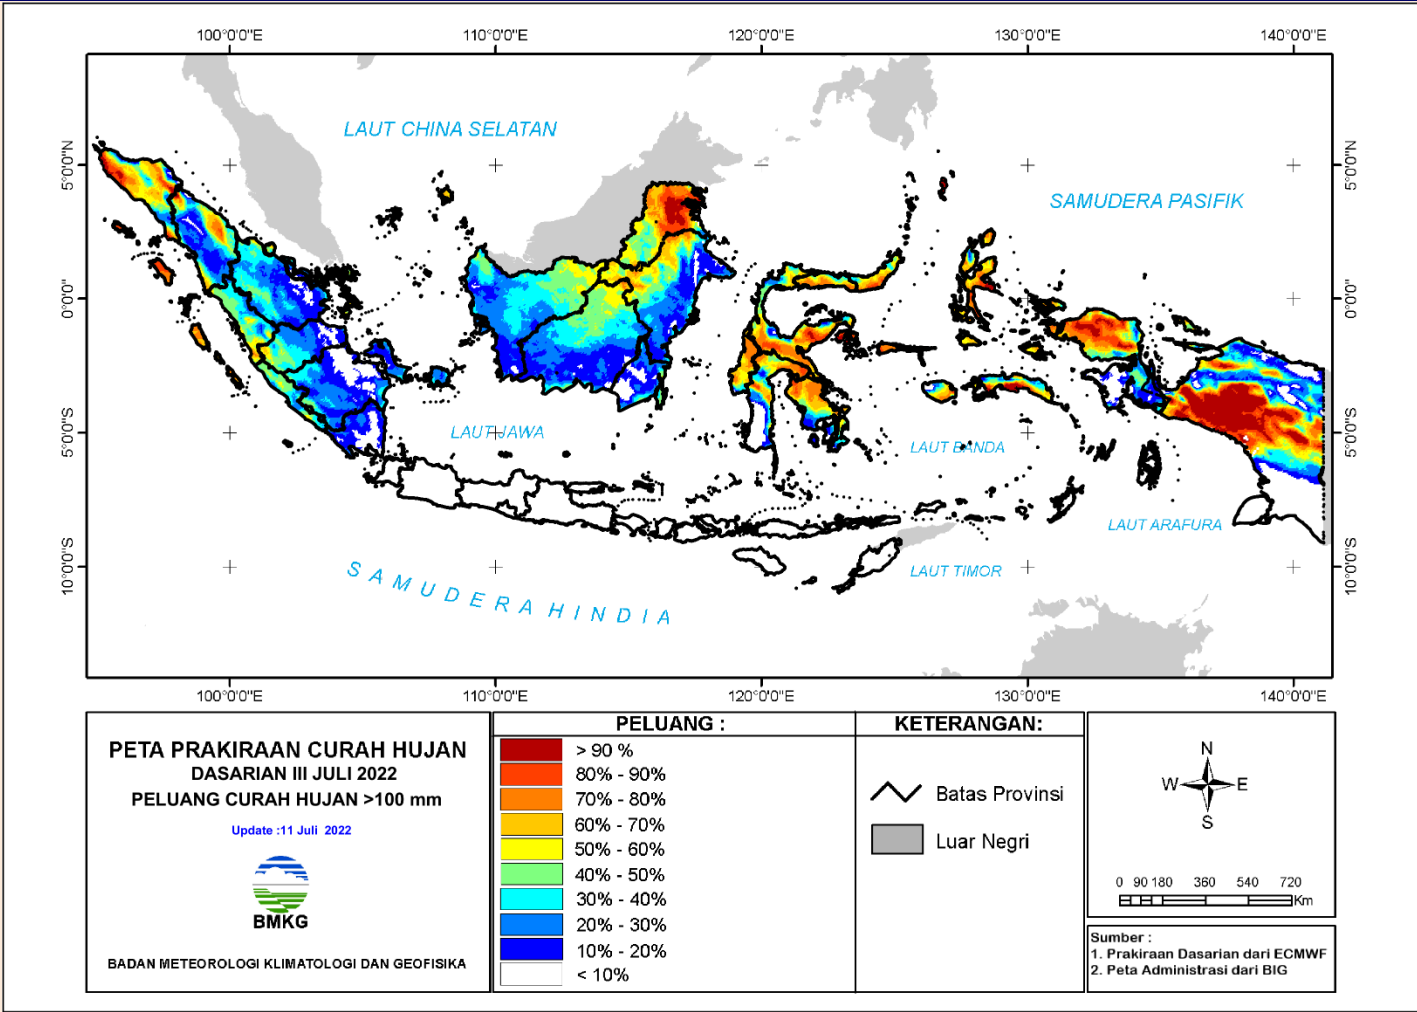 100°0'0"E 110°0'0"E 120°0'0"E 130°0'0"E 140°0'0"E
LAUT CHINA SELATAN
5°0'0"N 5°0'0"N
SAMUDERA PASIFIK
0°0'0" 0°0'0"
5°0'0"S 5°0'0"S
LAUT JAWA
LAUT BANDA
LAUT ARAFURA
10°0'0"S 10°0'0"S
LAUT TIMOR
SAMUDERA HINDIA
100°0'0"E 110°0'0"E 120°0'0"E 130°0'0"E 140°0'0"E
PETA PRAKIRAAN CURAH HUJAN
DASARIAN III JULI 2022
PELUANG CURAH HUJAN >100 mm
Update :11 Juli 2022
BMKG
BADAN METEOROLOGI KLIMATOLOGI DAN GEOFISIKA
PELUANG :
> 90 %
80% - 90%
70% - 80%
60% - 70%
50% - 60%
40% - 50%
30% - 40%
20% - 30%
10% - 20%
< 10%
KETERANGAN:
Batas Provinsi
Luar Negri
N
W E
S
0 90 180 360 540 720
Km
Sumber :
1. Prakiraan Dasarian dari ECMWF
2. Peta Administrasi dari BIG